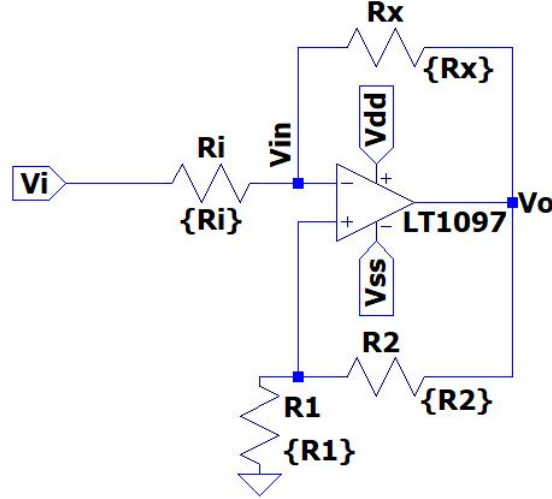 Rx
{Rx}
Vdd
Vin
Ri
Vi
{Ri}
−
+
+
−
LT1097
Vo
Vss
R2
{R2}
R1
{R1}